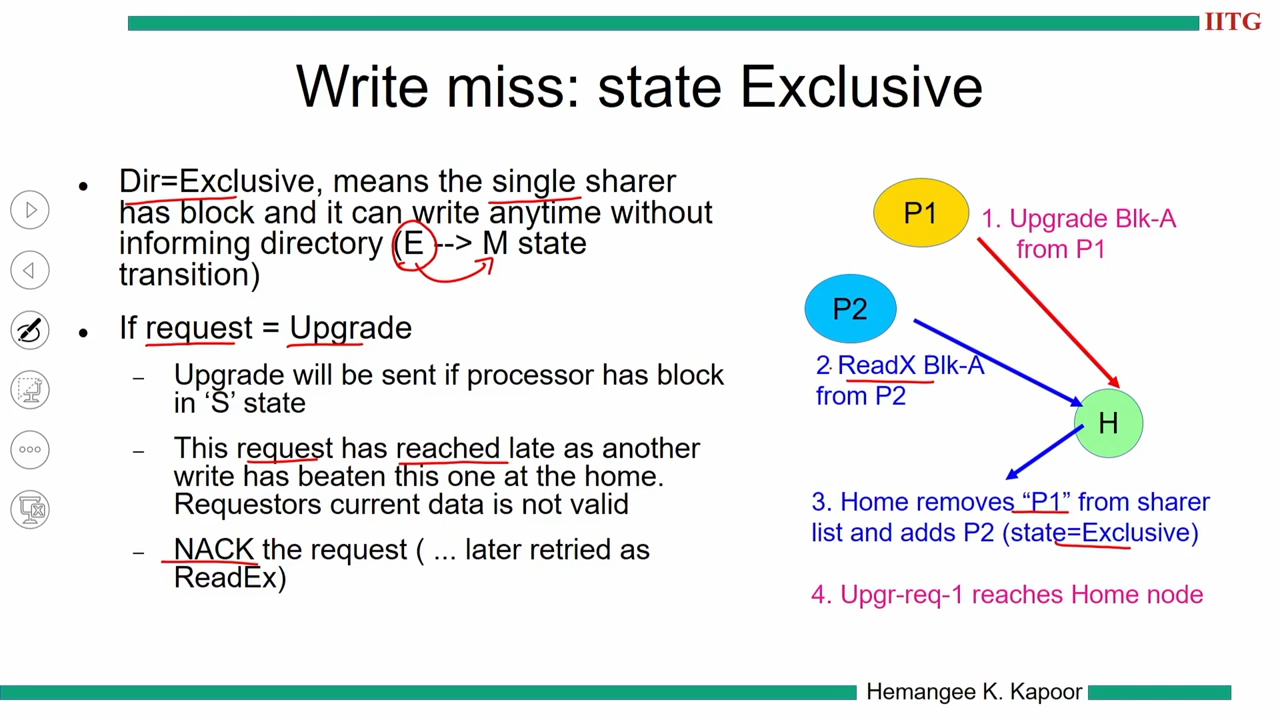 IITG
Write miss: state Exclusive
● Dir=Exclusive, means the single sharer
has block and it can write anytime without
informing directory (E --> M state
transition)
● If request = Upgrade
– Upgrade will be sent if processor has block
in ‘S’ state
– This request has reached late as another
write has beaten this one at the home.
Requestors current data is not valid
– NACK the request ( ... later retried as
ReadEx)
P1
1. Upgrade Blk-A
from P1
P2
2. ReadX Blk-A
from P2
H
3. Home removes “P1” from sharer
list and adds P2 (state=Exclusive)
4. Upgr-req-1 reaches Home node
Hemangee K. Kapoor